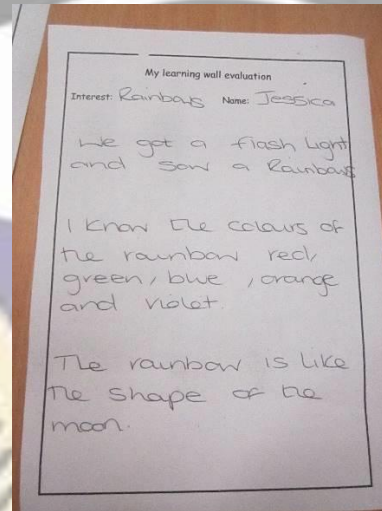 My learning wall evaluation
Interest: Rainbows Name: Jessica
We got a flash Light
and saw a Rainbows
I know the colours of
the rainbow red,
green, blue, orange
and violet.
The rainbow is like
the shape of the
moon.